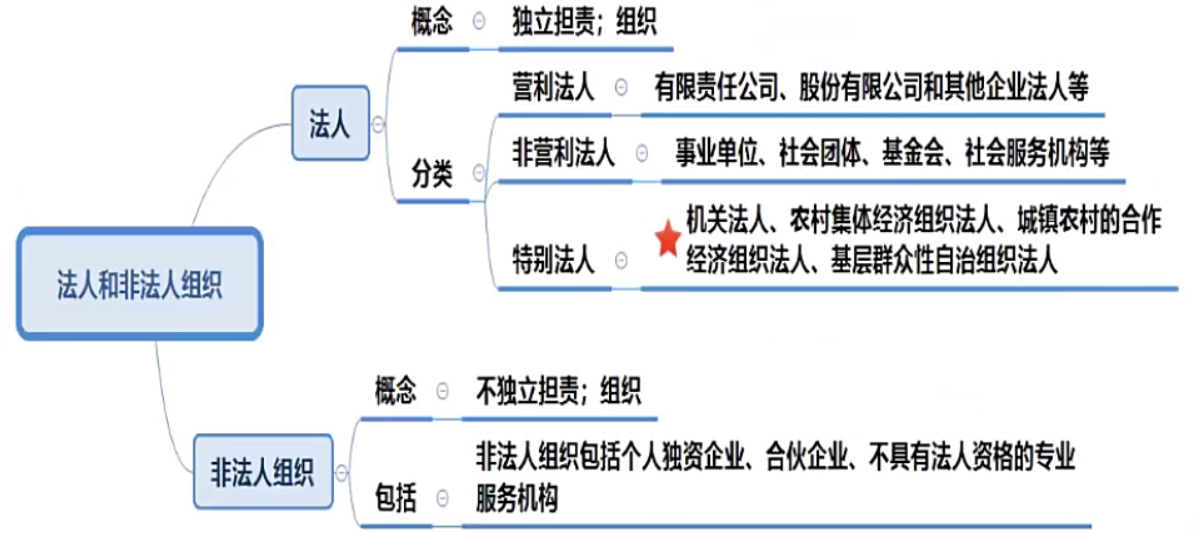 法人和非法人组织
法人
概念
独立担责；组织
分类
营利法人
有限责任公司、股份有限公司和其他企业法人等
非营利法人
事业单位、社会团体、基金会、社会服务机构等
特别法人
机关法人、农村集体经济组织法人、城镇农村的合作
经济组织法人、基层群众性自治组织法人
非法人组织
概念
不独立担责；组织
包括
非法人组织包括个人独资企业、合伙企业、不具有法人资格的专业
服务机构